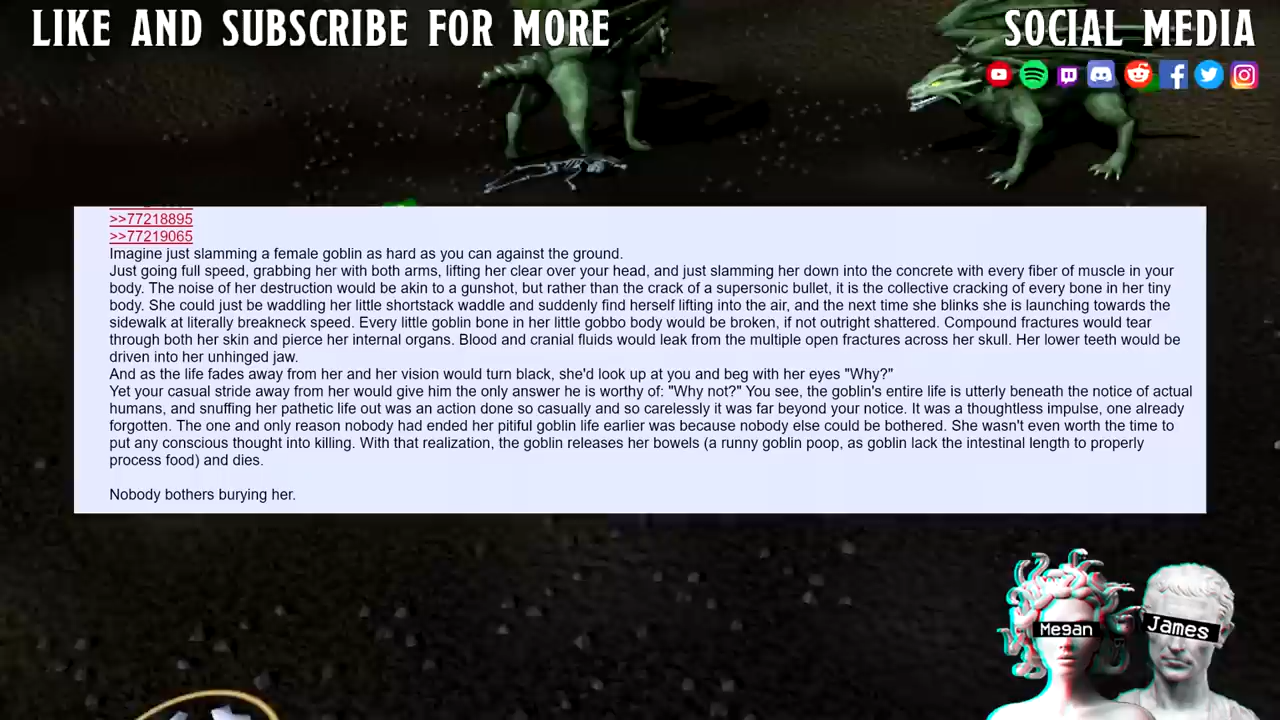 LIKE AND SUBSCRIBE FOR MORE
SOCIAL MEDIA
>>77218895
>>77219065
Imagine just slamming a female goblin as hard as you can against the ground.
Just going full speed, grabbing her with both arms, lifting her clear over your head, and just slamming her down into the concrete with every fiber of muscle in your
body. The noise of her destruction would be akin to a gunshot, but rather than the crack of a supersonic bullet, it is the collective cracking of every bone in her tiny
body. She could just be waddling her little shortstack waddle and suddenly find herself lifting into the air, and the next time she blinks she is launching towards the
sidewalk at literally breakneck speed. Every little goblin bone in her little gobbo body would be broken, if not outright shattered. Compound fractures would tear
through both her skin and pierce her internal organs. Blood and cranial fluids would leak from the multiple open fractures across her skull. Her lower teeth would be
driven into her unhinged jaw.
And as the life fades away from her and her vision would turn black, she'd look up at you and beg with her eyes "Why?"
Yet your casual stride away from her would give him the only answer he is worthy of: "Why not?" You see, the goblin's entire life is utterly beneath the notice of actual
humans, and snuffing her pathetic life out was an action done so casually and so carelessly it was far beyond your notice. It was a thoughtless impulse, one already
forgotten. The one and only reason nobody had ended her pitiful goblin life earlier was because nobody else could be bothered. She wasn't even worth the time to
put any conscious thought into killing. With that realization, the goblin releases her bowels (a runny goblin poop, as goblin lack the intestinal length to properly
process food) and dies.
Nobody bothers burying her.
Megan
James